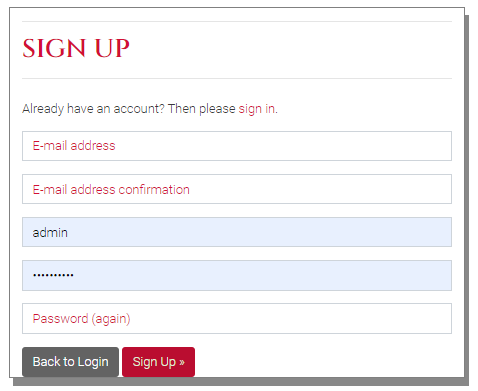 SIGN UP
Already have an account? Then please sign in.
E-mail address
E-mail address confirmation
admin
••••••••••
Password (again)
Back to Login Sign Up »